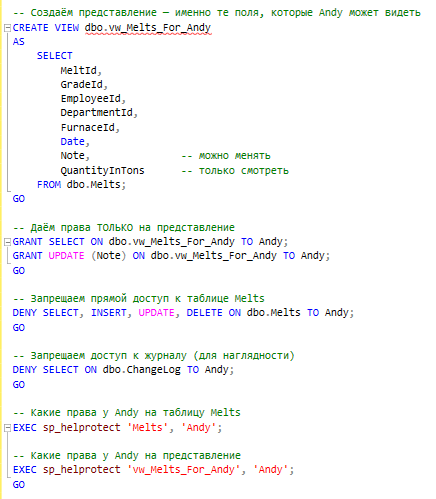 -- Создаём представление — именно те поля, которые Andy может видеть
CREATE VIEW dbo.vw_Melts_For_Andy
AS
SELECT
MeltId,
GradeId,
EmployeeId,
DepartmentId,
FurnaceId,
Date,
Note, -- можно менять
QuantityInTons -- только смотреть
FROM dbo.Melts;
GO
-- Даём права ТОЛЬКО на представление
GRANT SELECT ON dbo.vw_Melts_For_Andy TO Andy;
GRANT UPDATE (Note) ON dbo.vw_Melts_For_Andy TO Andy;
GO
-- Запрещаем прямой доступ к таблице Melts
DENY SELECT, INSERT, UPDATE, DELETE ON dbo.Melts TO Andy;
GO
-- Запрещаем доступ к журналу (для наглядности)
DENY SELECT ON dbo.ChangeLog TO Andy;
GO
-- Какие права у Andy на таблицу Melts
EXEC sp_helprotect 'Melts', 'Andy';
-- Какие права у Andy на представление
EXEC sp_helprotect 'vw_Melts_For_Andy', 'Andy';
GO